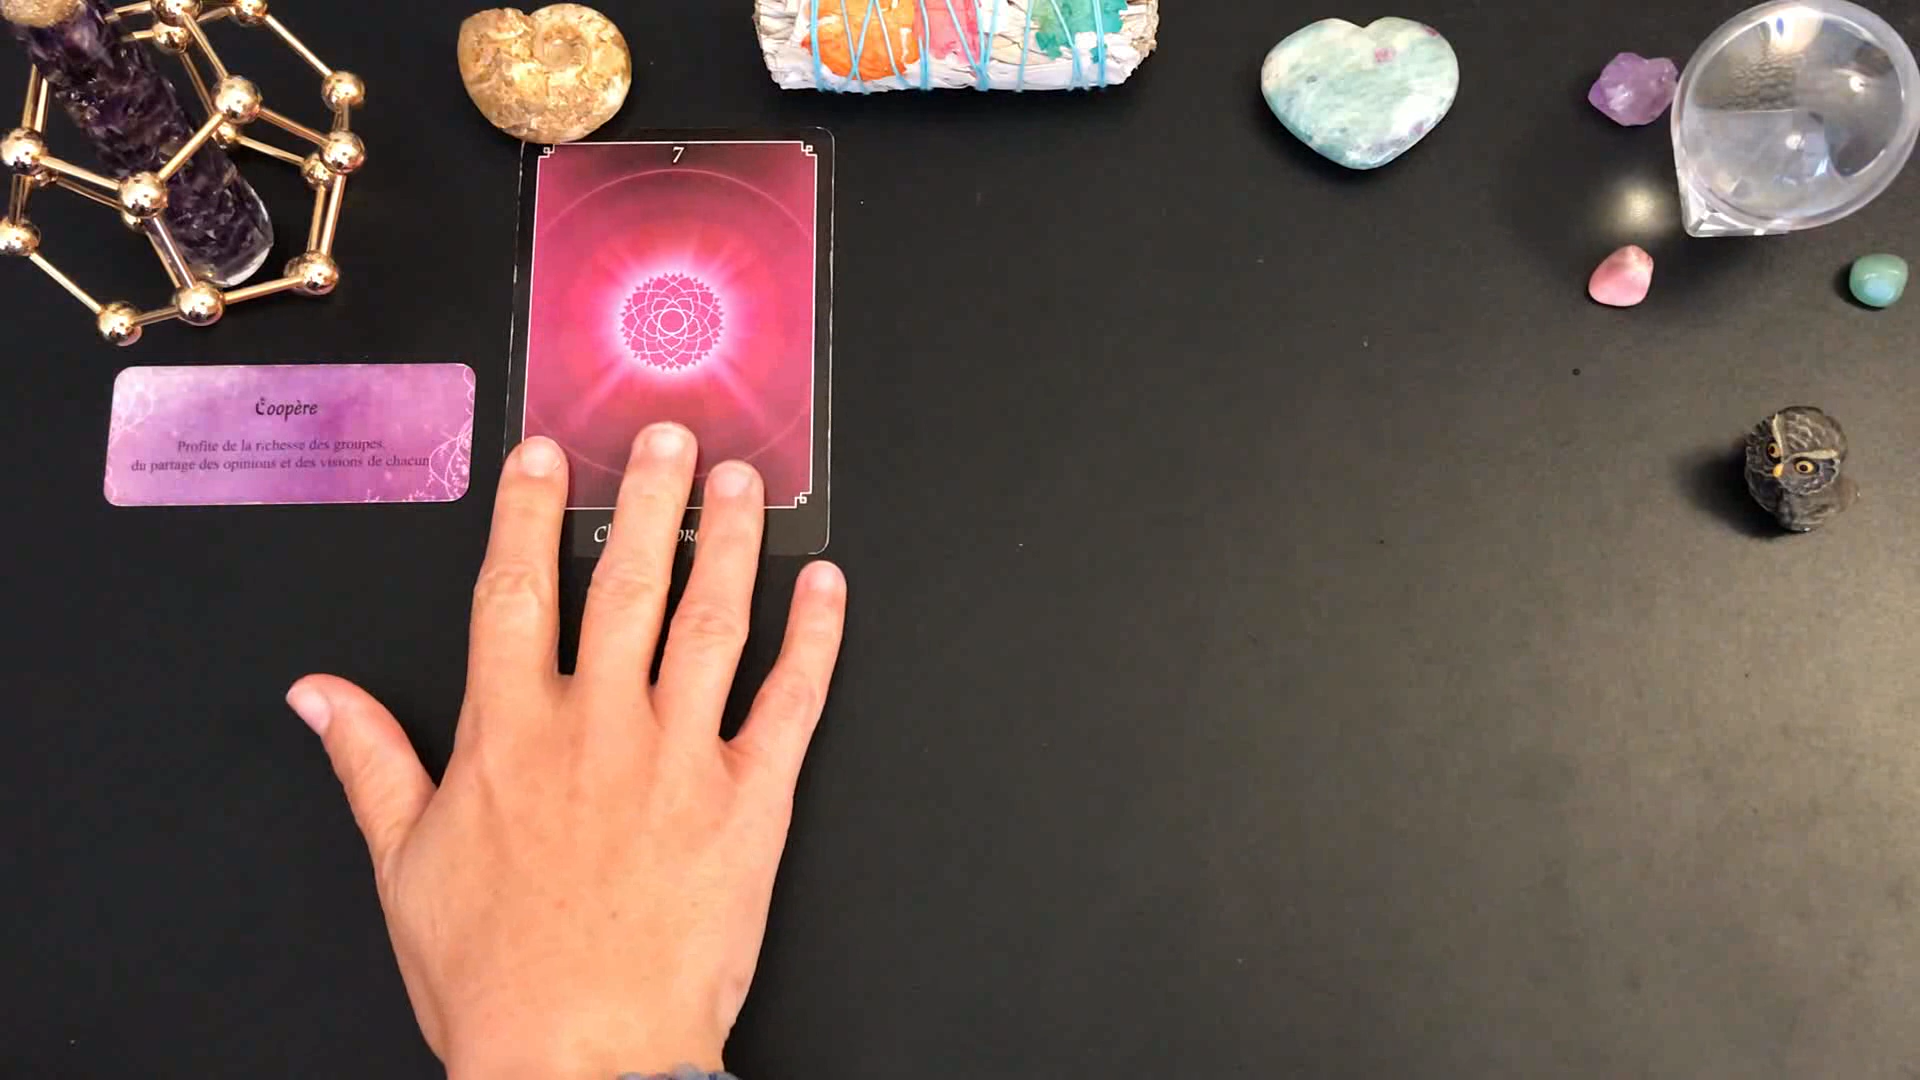 7
Coopère
Profite de la richesse des groupes,
du partage des opinions et des visions de chacun